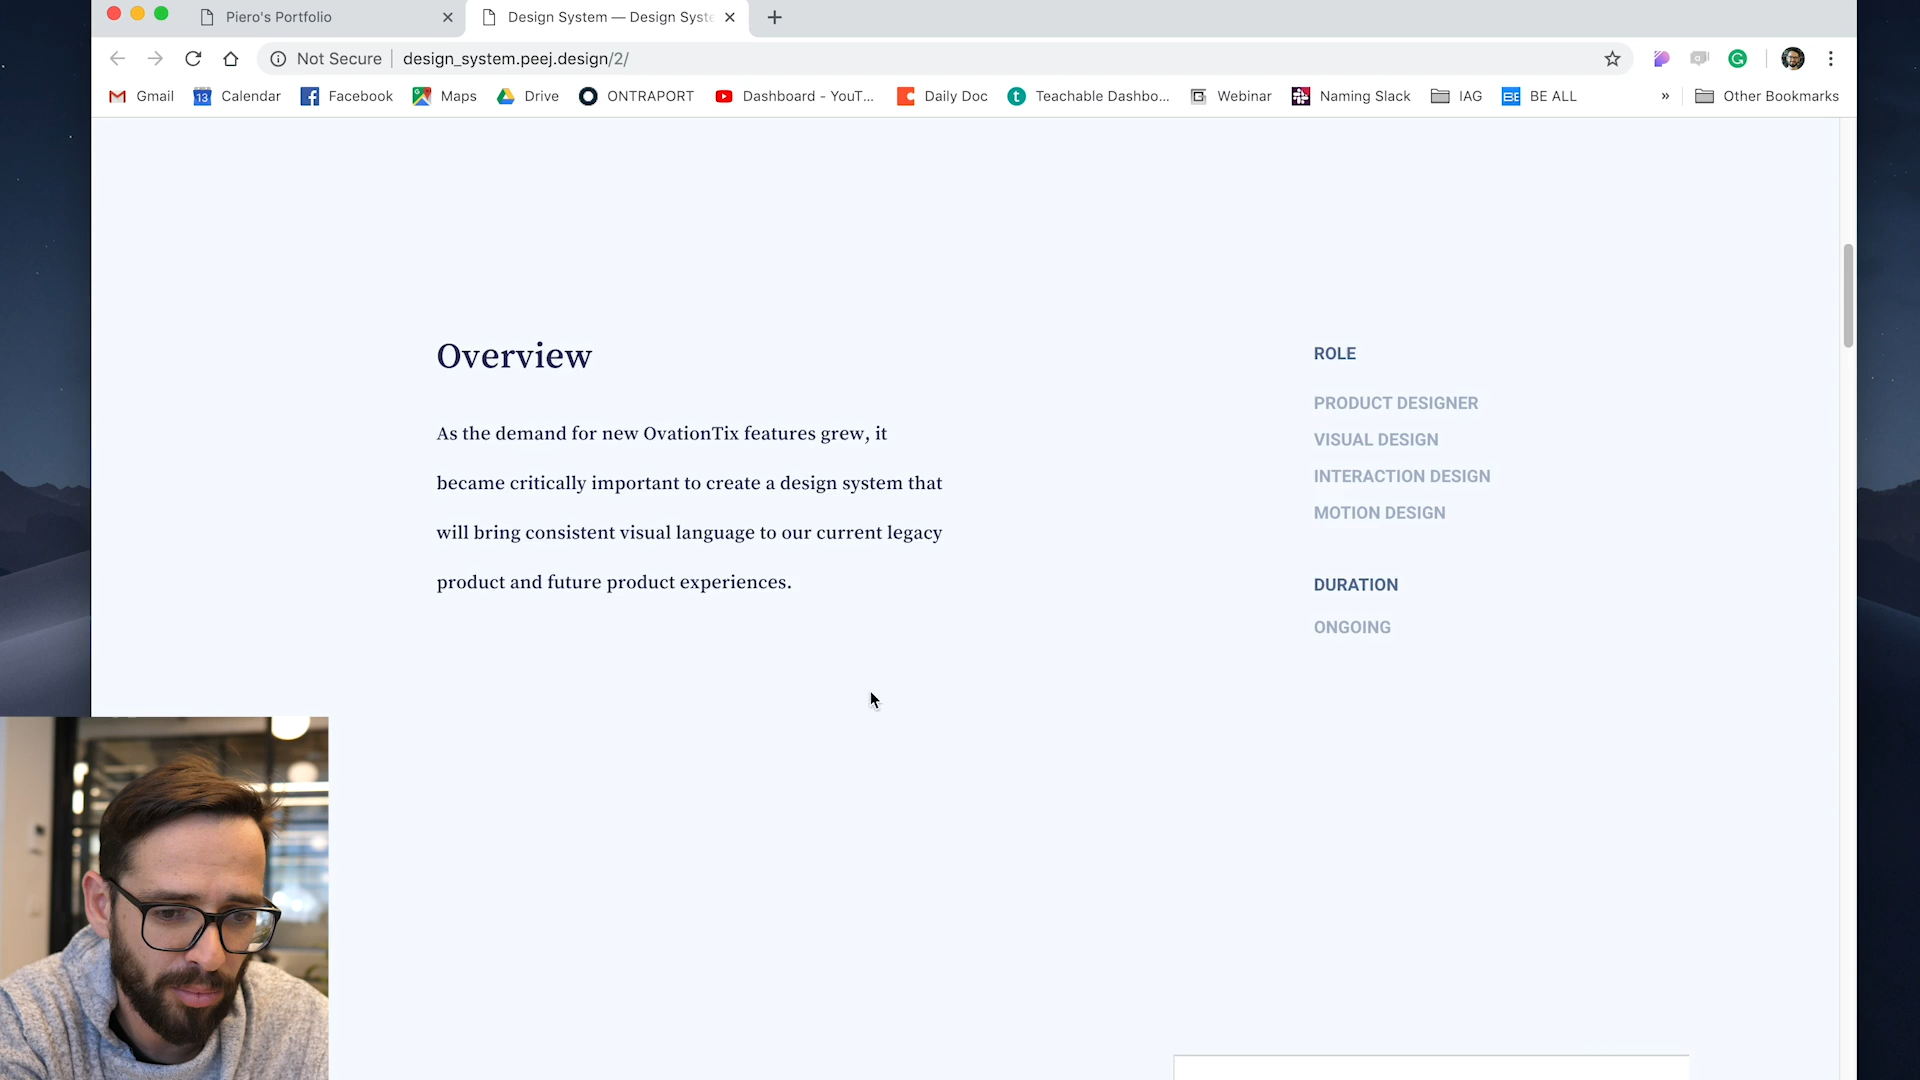 Piero's Portfolio
Design System — Design Syste
Not Secure
design_system.peej.design/2/
Gmail
13
Calendar
Facebook
Maps
Drive
ONTRAPORT
Dashboard - YouT...
Daily Doc
Teachable Dashbo...
Webinar
Naming Slack
IAG
BE
BE ALL
»
Other Bookmarks
Overview
As the demand for new OvationTix features grew, it
became critically important to create a design system that
will bring consistent visual language to our current legacy
product and future product experiences.
ROLE
PRODUCT DESIGNER
VISUAL DESIGN
INTERACTION DESIGN
MOTION DESIGN
DURATION
ONGOING